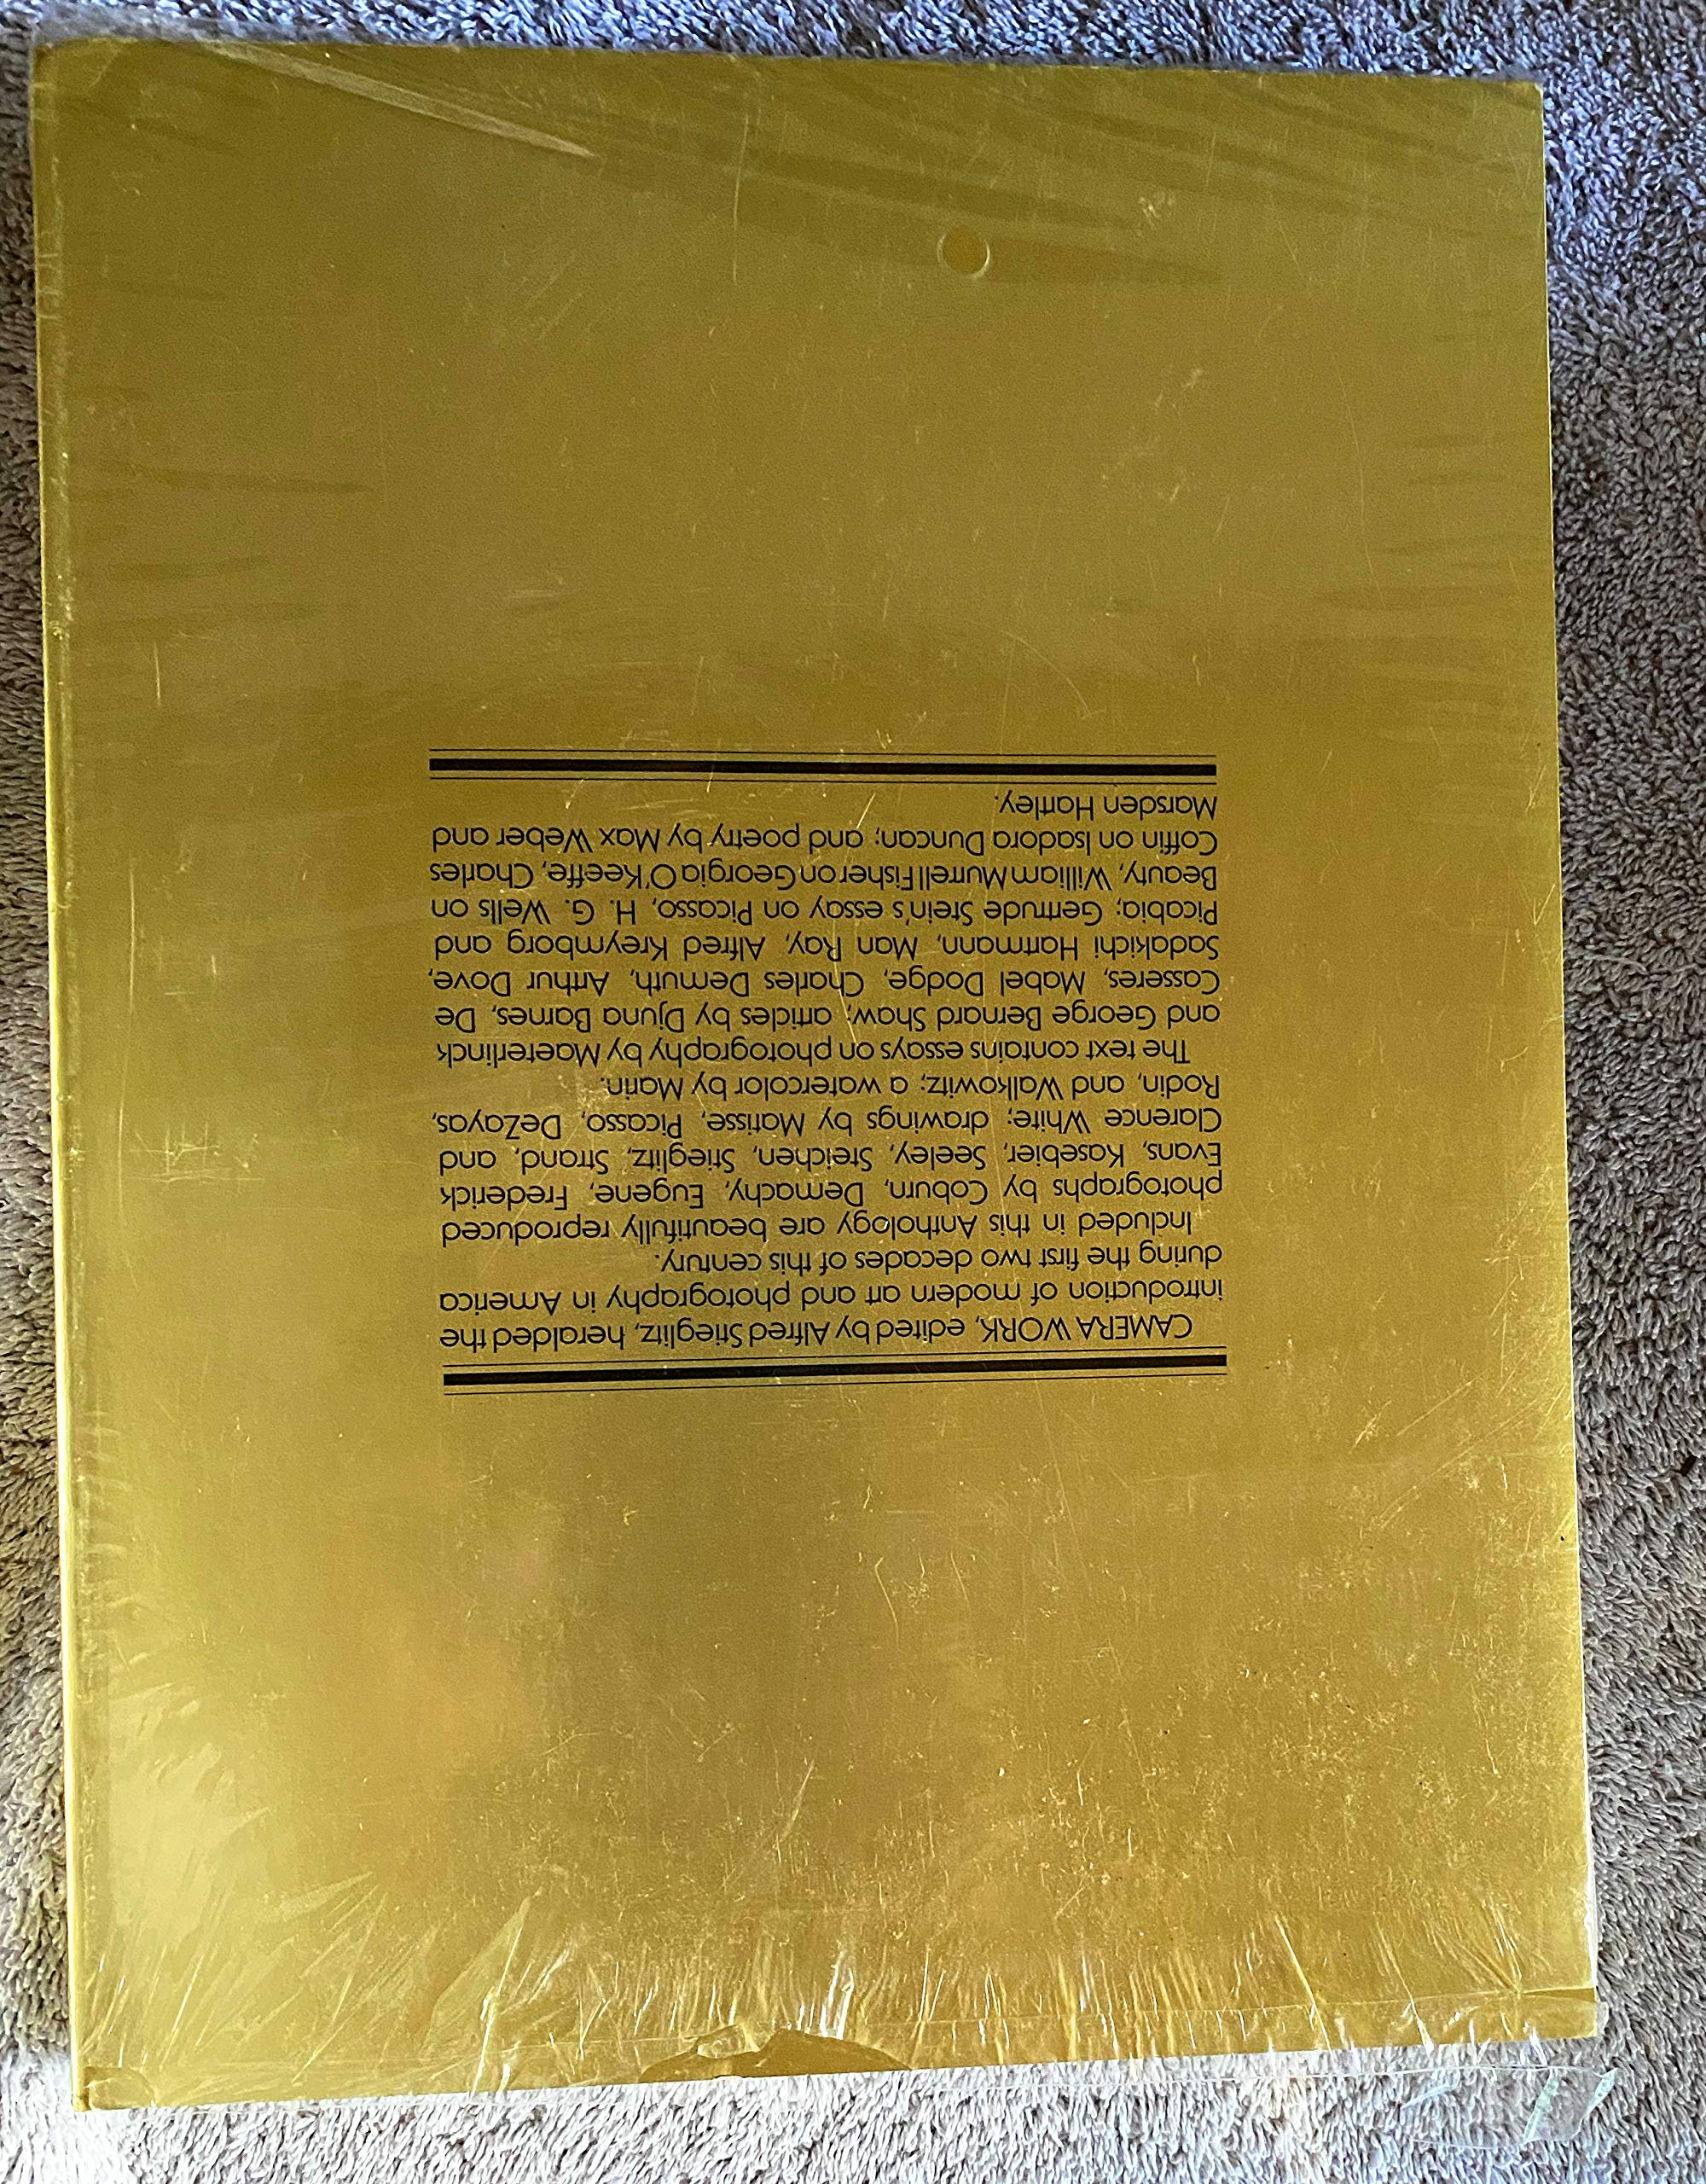 CAMERA WORK, edited by Alfred Stieglitz, heralded the
introduction of modern art and photography in America
during the first two decades of this century.
Included in this Anthology are beautifully reproduced
photographs by Coburn, Demachy, Eugene, Frederick
Evans, Kasebier, Seeley, Steichen, Stieglitz, Strand, and
Clarence White; drawings by Matisse, Picasso, DeZayas,
Rodin, and Walkowitz; a watercolor by Marin.
The text contains essays on photography by Maeterlinck
and George Bernard Shaw; articles by Djuna Barnes, De
Casseres, Mabel Dodge, Charles Demuth, Arthur Dove,
Sadakichi Hartmann, Man Ray, Alfred Kreymborg and
Picabia; Gertrude Stein's essay on Picasso, H. G. Wells on
Beauty, William Murrell Fisher on Georgia O'Keeffe, Charles
Coffin on Isadora Duncan; and poetry by Max Weber and
Marsden Hartley.